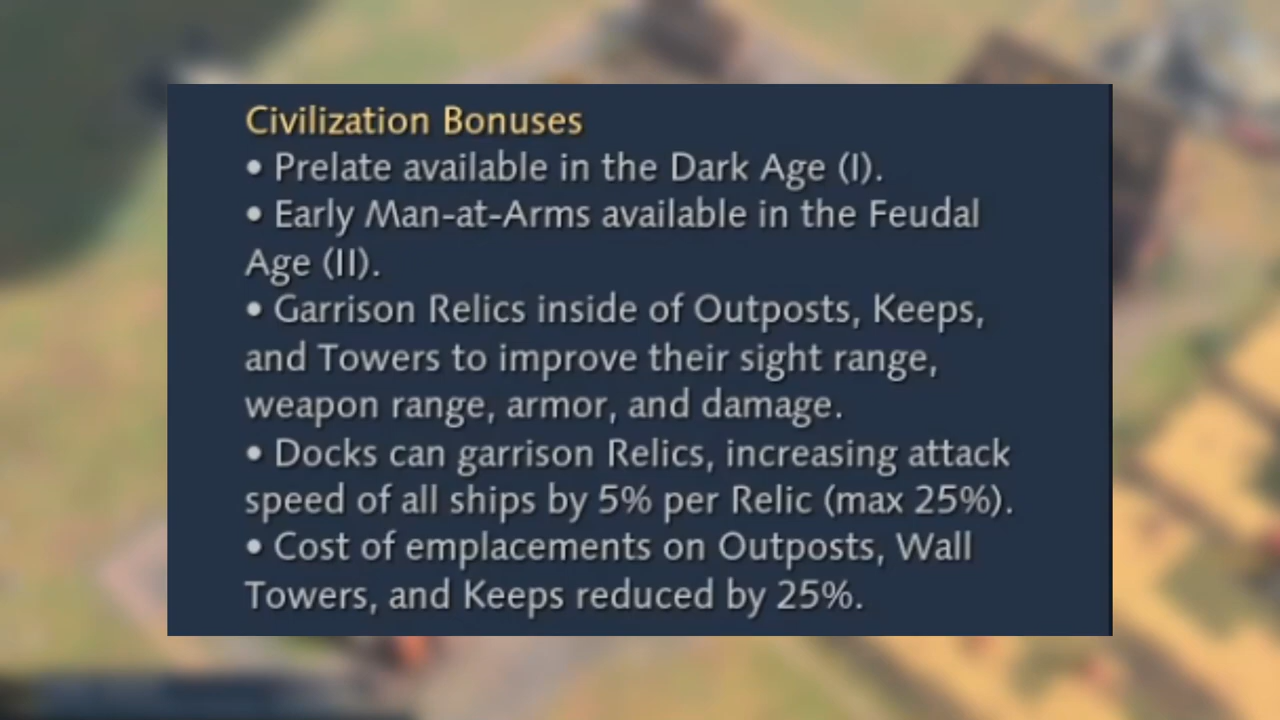 Civilization Bonuses
• Prelate available in the Dark Age (I).
• Early Man-at-Arms available in the Feudal
Age (II).
• Garrison Relics inside of Outposts, Keeps,
and Towers to improve their sight range,
weapon range, armor, and damage.
• Docks can garrison Relics, increasing attack
speed of all ships by 5% per Relic (max 25%).
• Cost of emplacements on Outposts, Wall
Towers, and Keeps reduced by 25%.